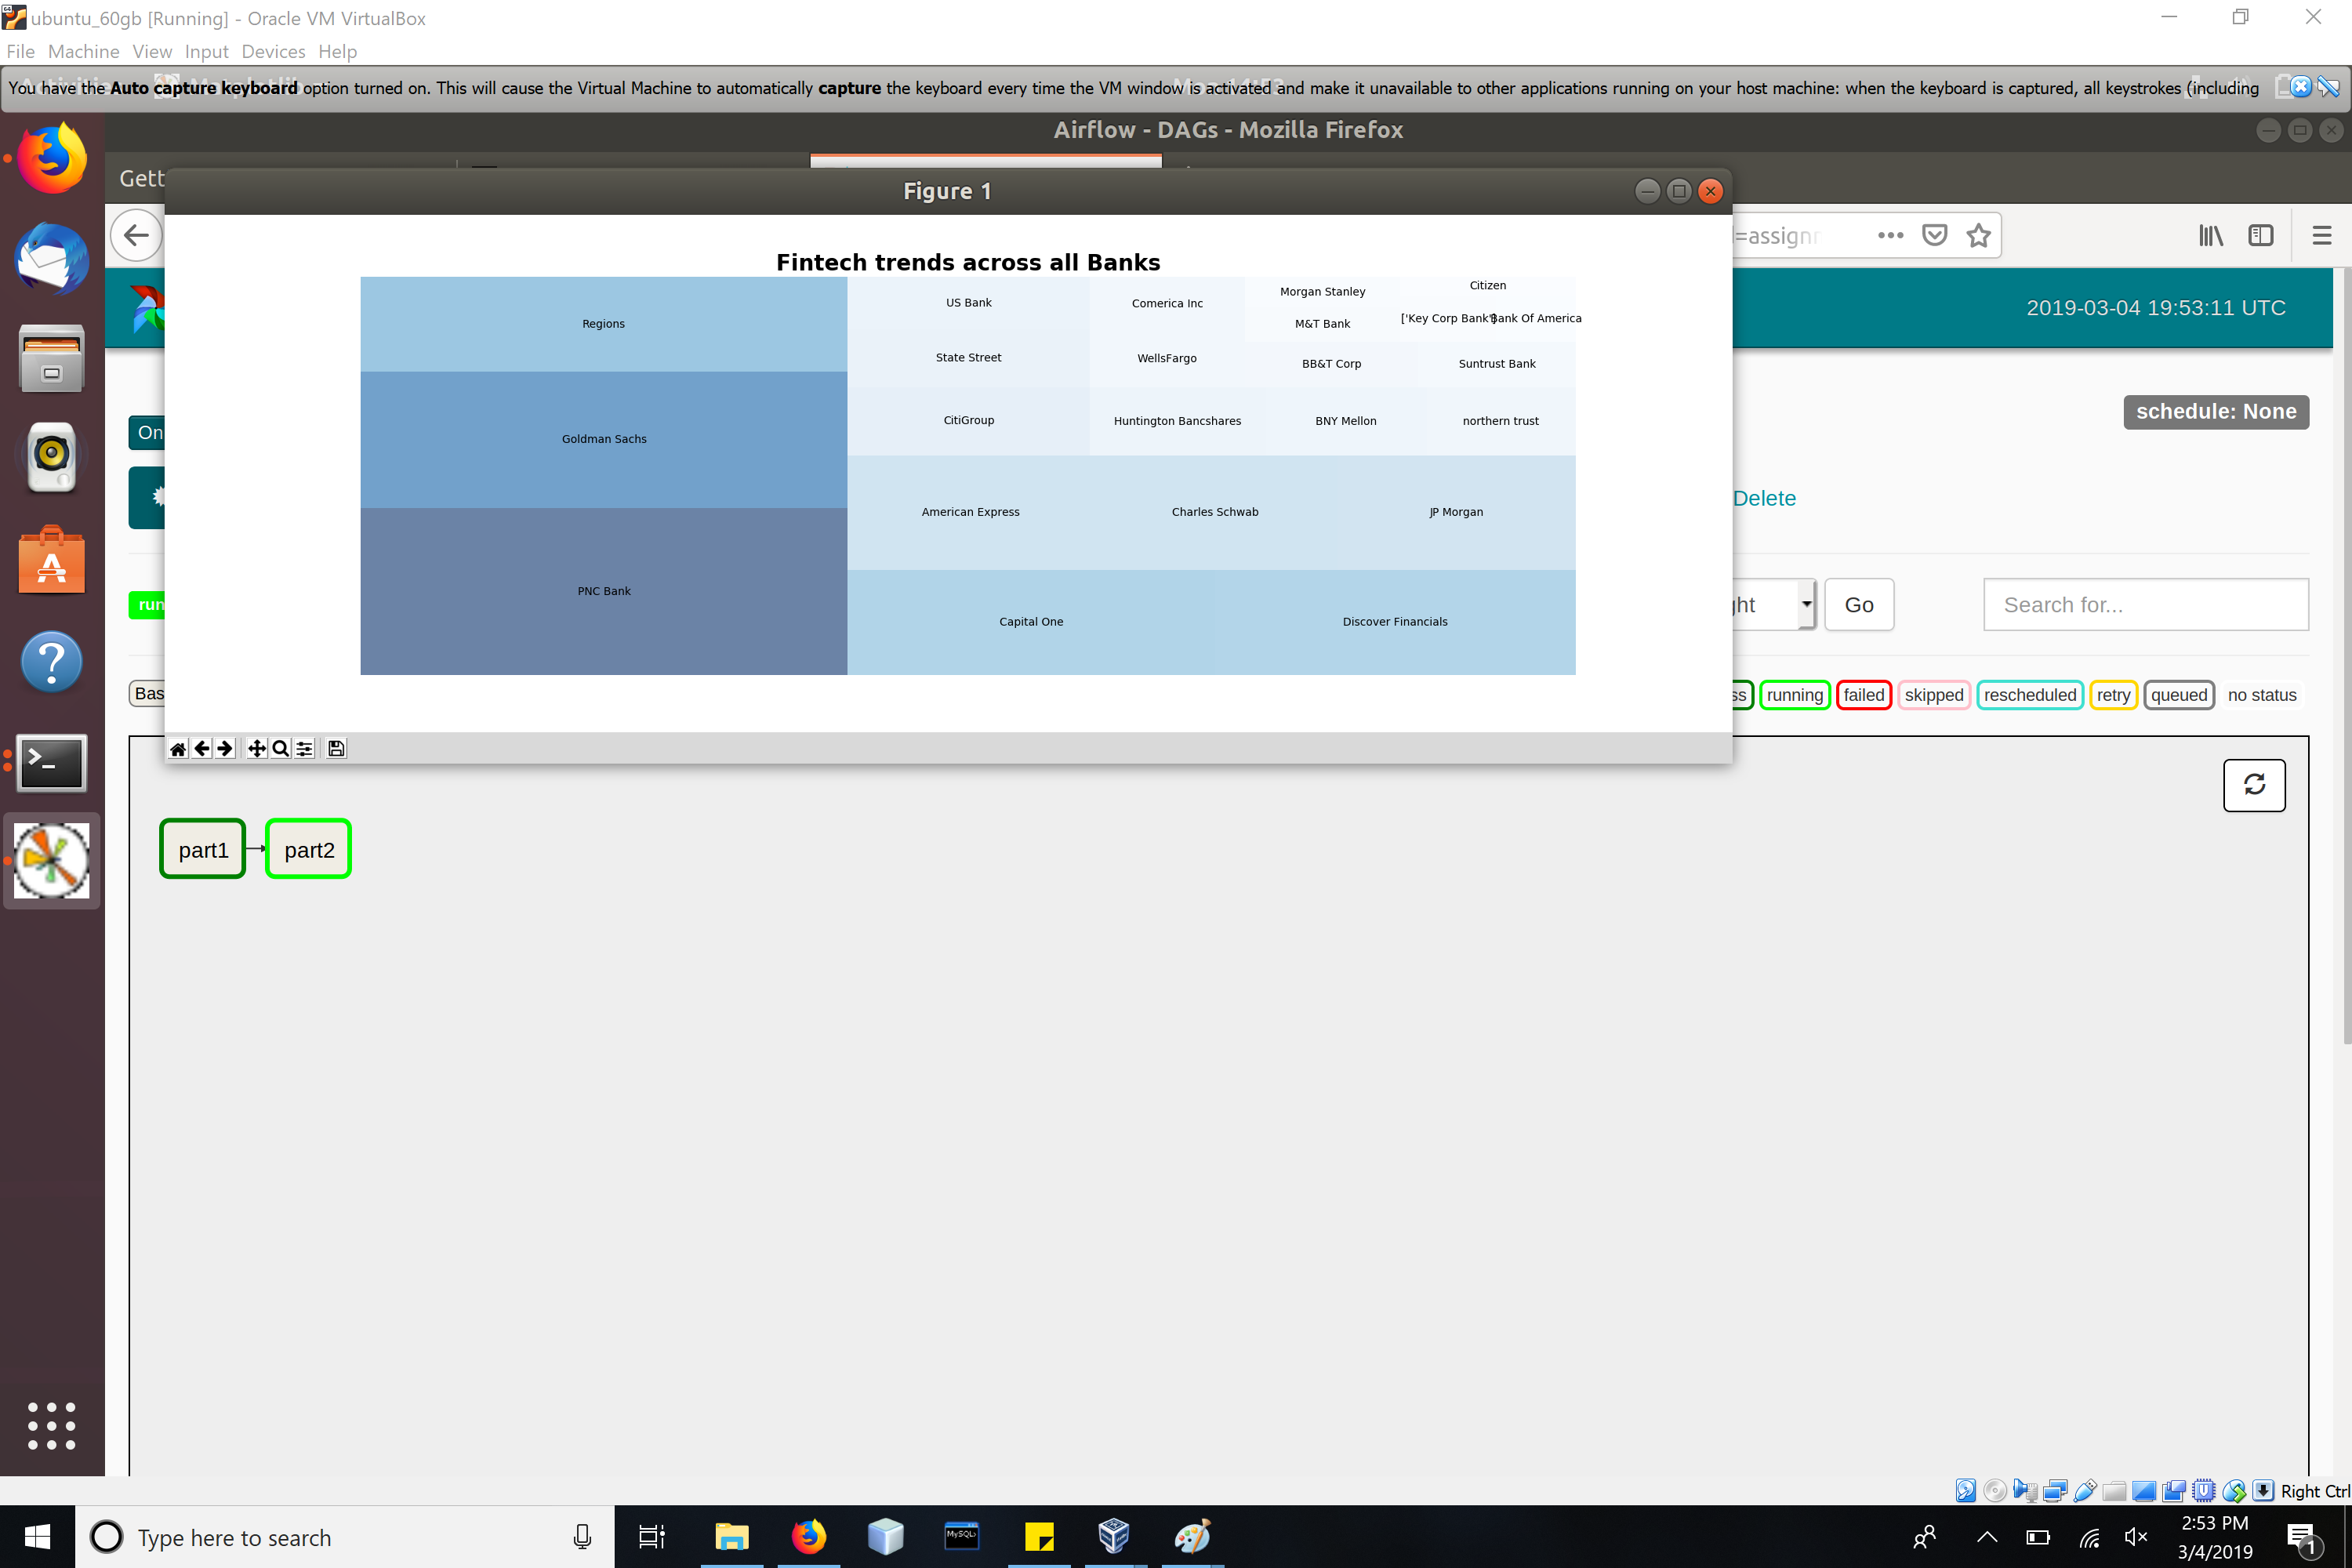 ubuntu_60gb [Running] - Oracle VM VirtualBox
File Machine View Input Devices Help
You have the Auto capture keyboard option turned on. This will cause the Virtual Machine to automatically capture the keyboard every time the VM window is activated and make it unavailable to other applications running on your host machine: when the keyboard is captured, all keystrokes (including
Airflow - DAGs - Mozilla Firefox
Gett
Figure 1
=assignr
Fintech trends across all Banks
2019-03-04 19:53:11 UTC
Regions
Goldman Sachs
PNC Bank
US Bank
State Street
CitiGroup
Comerica Inc
WellsFargo
Huntington Bancshares
Morgan Stanley
M&T Bank
Citizen
['Key Corp Bank']
Bank Of America
BB&T Corp
Suntrust Bank
BNY Mellon
northern trust
American Express
Charles Schwab
JP Morgan
Capital One
Discover Financials
On
schedule: None
Delete
run
ght
Go
Search for...
Bas
ss
running
failed
skipped
rescheduled
retry
queued
no status
part1
part2
Right Ctrl
Type here to search
MySQL
2:53 PM
3/4/2019
1